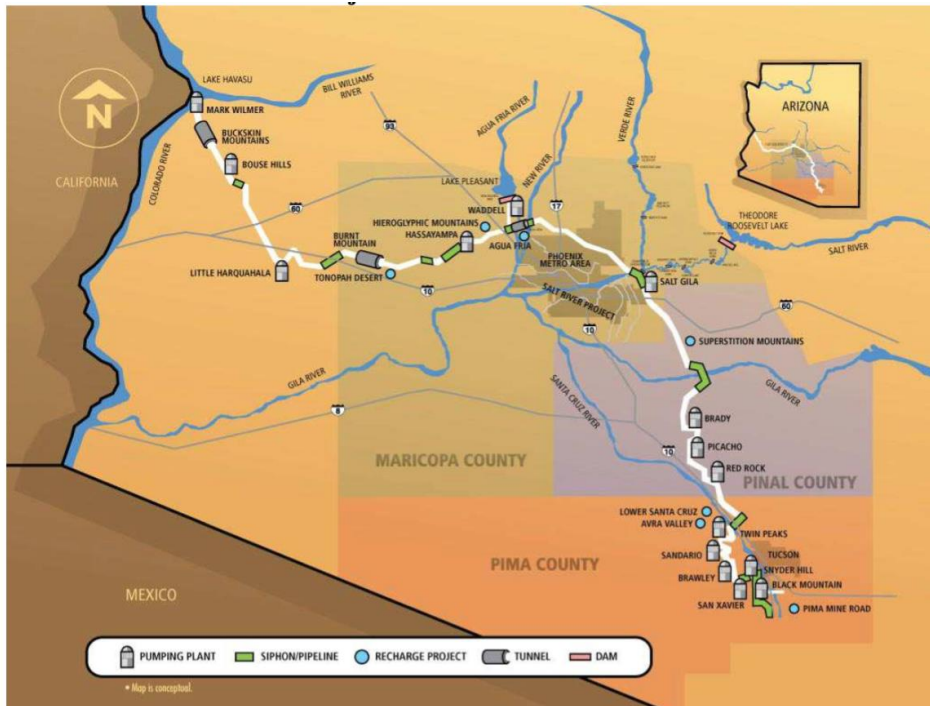 LAKE HAVASU
BILL WILLIAMS
RIVER
MARK WILMER
N
BUCKSKIN
MOUNTAINS
BOUSE HILLS
CALIFORNIA
COLORADO RIVER
93
AGUA FRIA RIVER
VERDE RIVER
NEW RIVER
ARIZONA
LAKE PLEASANT
WADDELL
60
17
HIEROGLYPHIC MOUNTAINS
HASSAYAMPA
AGUA FRIA
THEODORE
ROOSEVELT LAKE
SALT RIVER
BURNT
MOUNTAIN
LITTLE HARQUAHALA
TONOPAH DESERT
10
PHOENIX
METRO AREA
SALT RIVER PROJECT
SALT GILA
10
60
SUPERSTITION MOUNTAINS
GILA RIVER
8
SANTA CRUZ RIVER
GILA RIVER
BRADY
10
PICACHO
RED ROCK
MARICOPA COUNTY
PINAL COUNTY
LOWER SANTA CRUZ
AVRA VALLEY
TWIN PEAKS
SANDARIO
TUCSON
SNYDER HILL
PIMA COUNTY
BRAWLEY
BLACK MOUNTAIN
SAN XAVIER
PIMA MINE ROAD
MEXICO
PUMPING PLANT
SIPHON/PIPELINE
RECHARGE PROJECT
TUNNEL
DAM
• Map is conceptual.